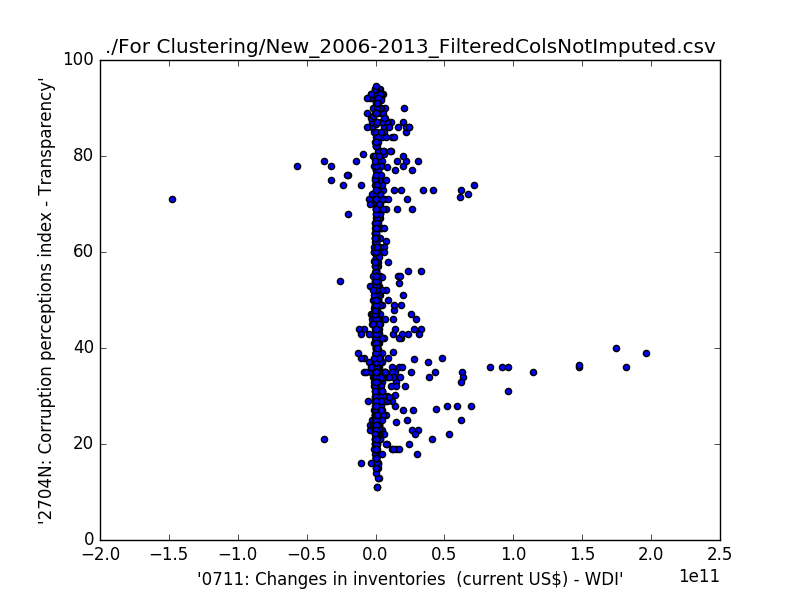 ./For Clustering/New_2006-2013_FilteredColsNotImputed.csv
100
80
60
40
20
0
'2704N: Corruption perceptions index - Transparency'
−2.0 −1.5 −1.0 −0.5 0.0 0.5 1.0 1.5 2.0 2.5
1e11
'0711: Changes in inventories  (current US$) - WDI'